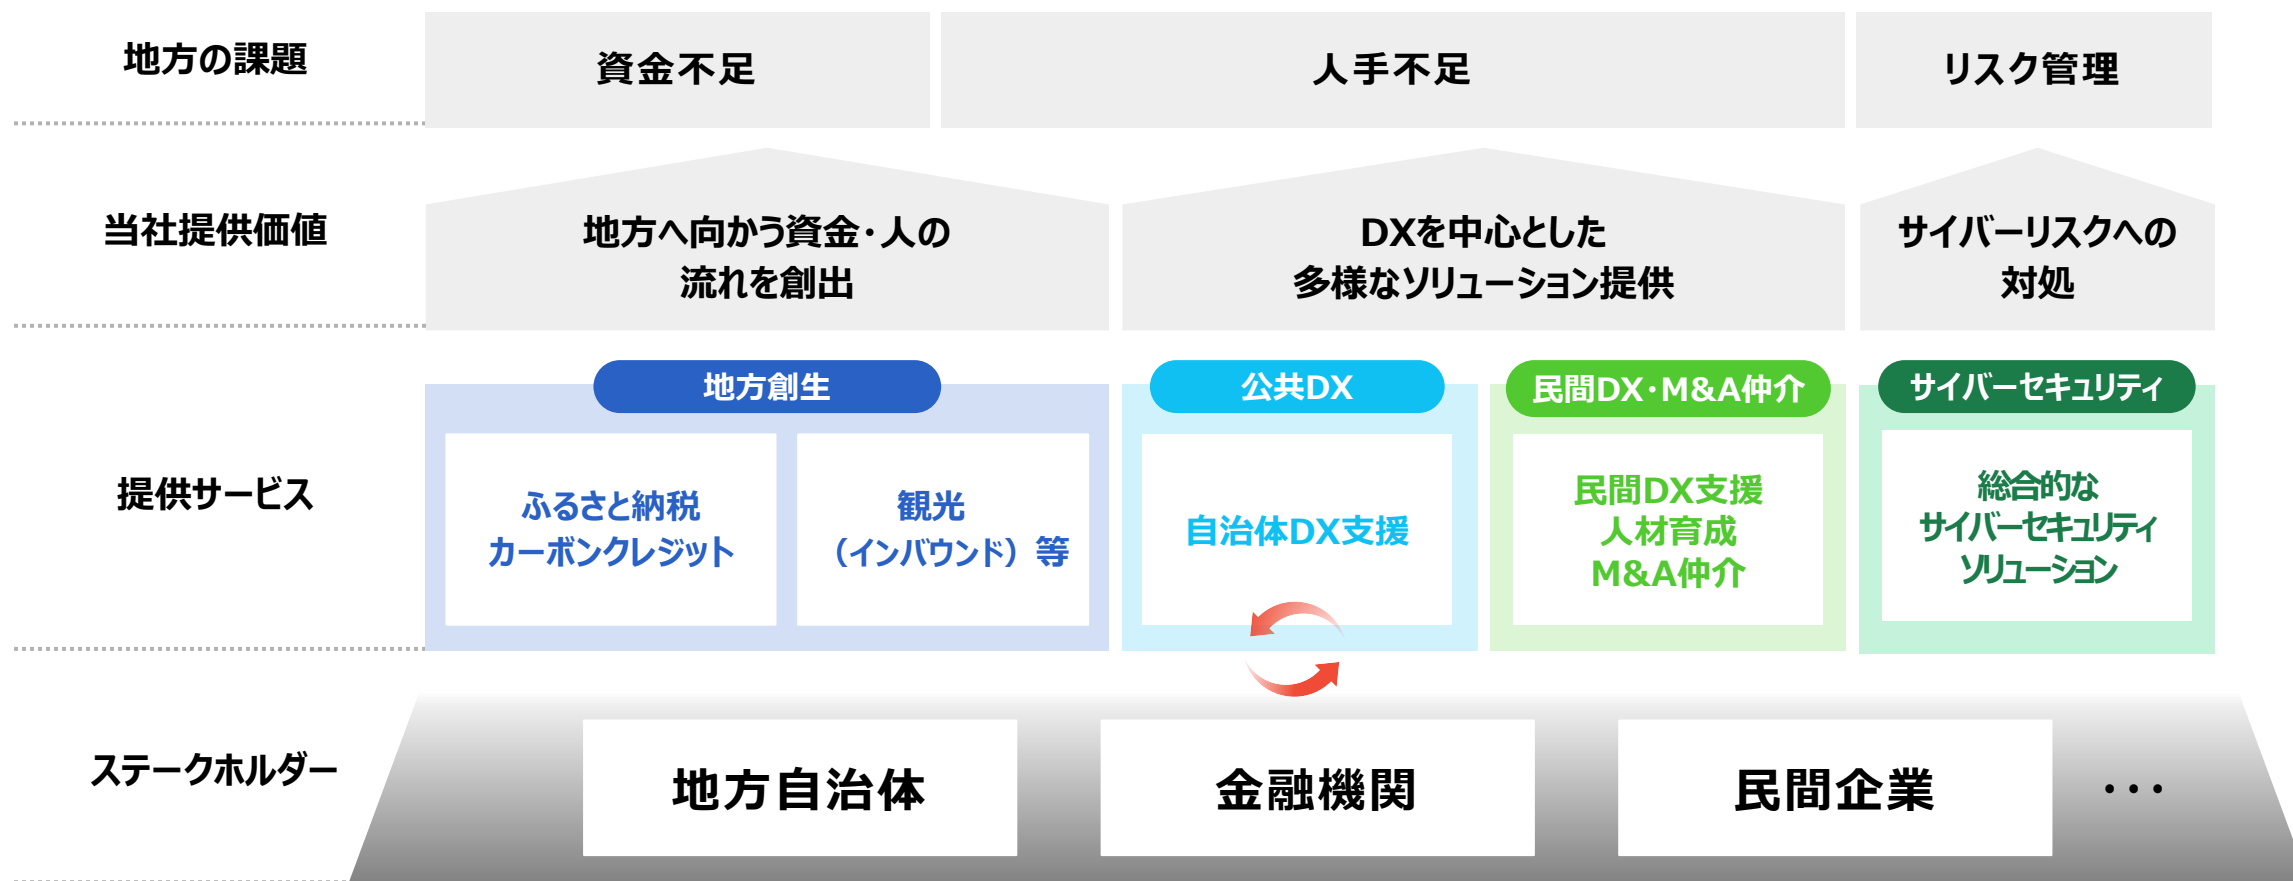 地方の課題
資金不足
人手不足
リスク管理
当社提供価値
地方へ向かう資金・人の
流れを創出
DXを中心とした
多様なソリューション提供
サイバーリスクへの
対処
提供サービス
地方創生
ふるさと納税
カーボンクレジット
観光
（インバウンド）等
公共DX
自治体DX支援
民間DX・M&A仲介
民間DX支援
人材育成
M&A仲介
サイバーセキュリティ
総合的な
サイバーセキュリティ
ソリューション
ステークホルダー
地方自治体
金融機関
民間企業
･･･